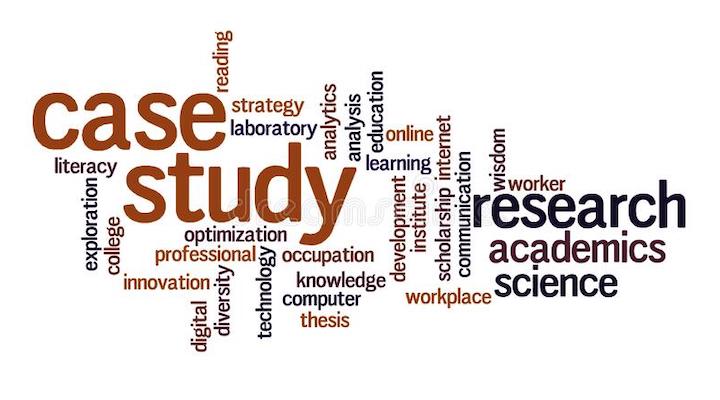 reading
case
strategy
laboratory
analytics
analysis
education
online
learning
literacy
study
exploration
college
optimization
professional
innovation
digital
diversity
technology
occupation
knowledge
computer
thesis
development
institute
scholarship
internet
communication
workplace
wisdom
worker
research
academics
science
dreamstime